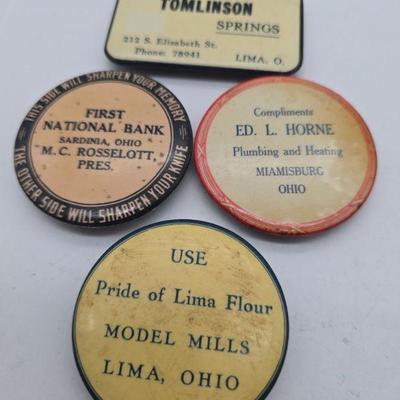 TOMLINSON
SPRINGS
212 S. Elizabeth St.
Phone: 78941
LIMA, O.
THIS SIDE WILL SHARPEN YOUR MEMORY
FIRST
NATIONAL BANK
SARDINIA, OHIO
M. C. ROSSELOTT,
PRES.
THE OTHER SIDE WILL SHARPEN YOUR KNIFE
Compliments
ED. L. HORNE
Plumbing and Heating
MIAMISBURG
OHIO
USE
Pride of Lima Flour
MODEL MILLS
LIMA, OHIO